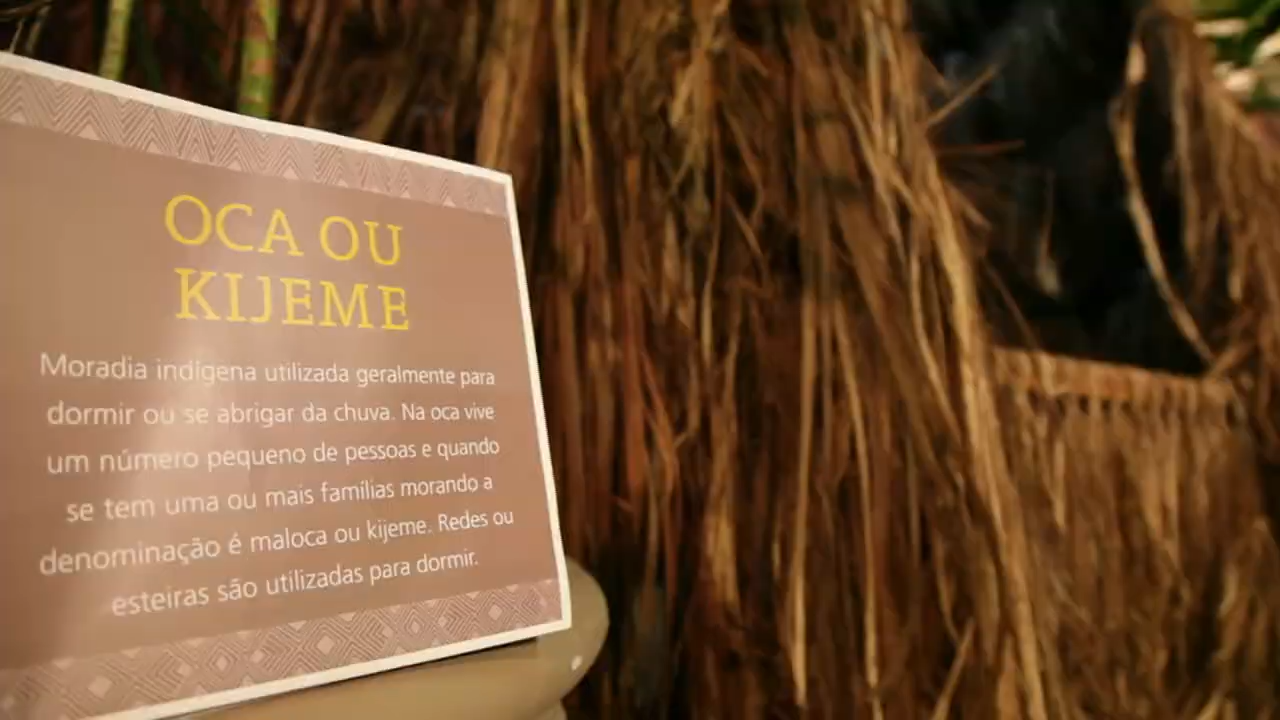 OCA OU
KIJEME
Moradia indígena utilizada geralmente para
dormir ou se abrigar da chuva. Na oca vive
um número pequeno de pessoas e quando
se tem uma ou mais famílias morando a
denominação é maloca ou kijeme. Redes ou
esteiras são utilizadas para dormir.